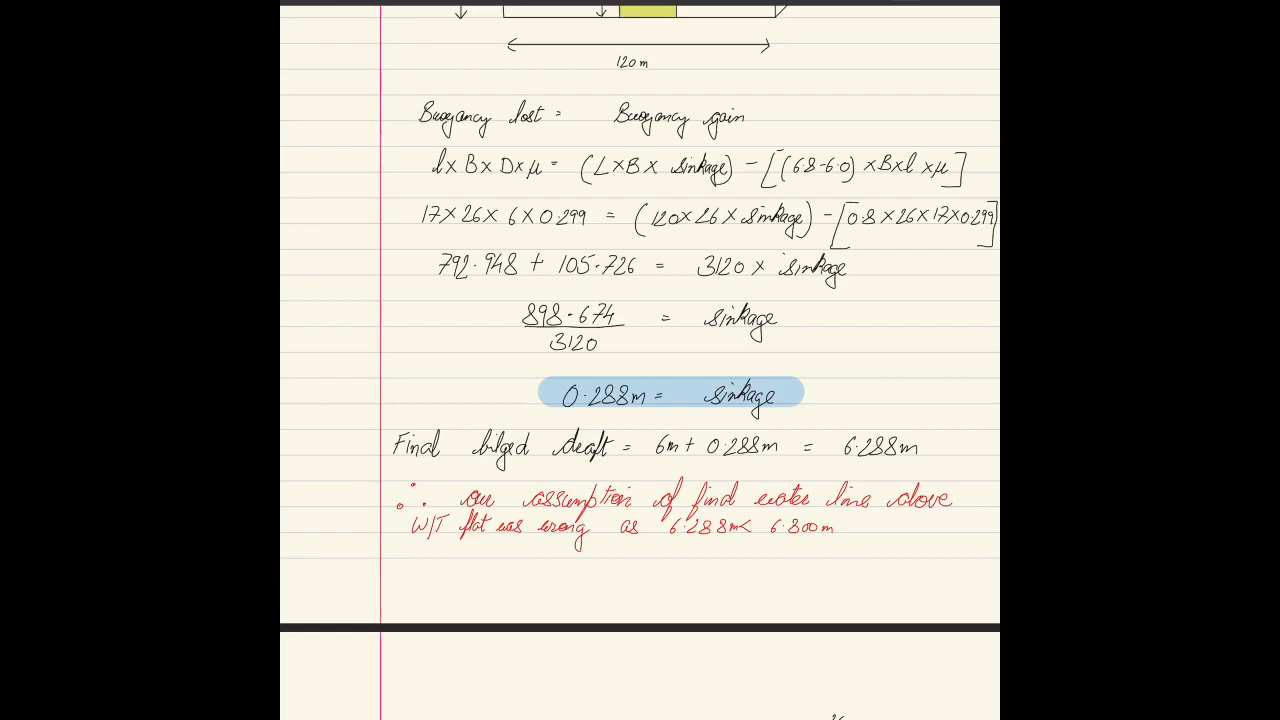 120m
Buoyancy lost = Buoyancy gain
l × B × D × μ = (L × B × sinkage) - [(6.8-6.0) × B × l × μ]
17 × 26 × 6 × 0.299 = (120 × 26 × sinkage) - [0.8 × 26 × 17 × 0.299]
792.948 + 105.726 = 3120 × sinkage
898.674 = sinkage
3120
0.288m = sinkage
Final bilged draft = 6m + 0.288m = 6.288m
∴ our assumption of find water line above
W/T flat was wrong as 6.288m < 6.800m